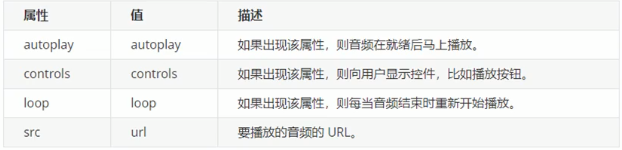 属性 值 描述
autoplay autoplay 如果出现该属性，则音频在就绪后马上播放。
controls controls 如果出现该属性，则向用户显示控件，比如播放按钮。
loop loop 如果出现该属性，则每当音频结束时重新开始播放。
src url 要播放的音频的 URL。